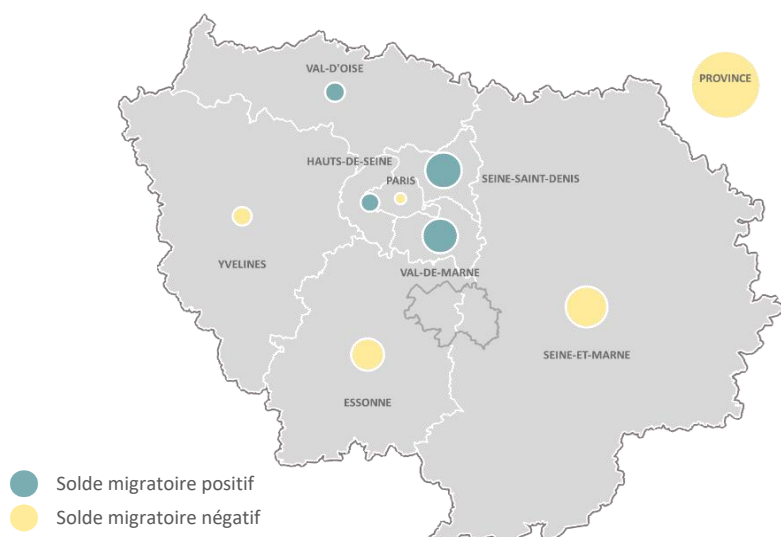 VAL-D'OISE
PROVINCE
HAUTS-DE-SEINE
PARIS
SEINE-SAINT-DENIS
YVELINES
VAL-DE-MARNE
SEINE-ET-MARNE
ESSONNE
Solde migratoire positif
Solde migratoire négatif